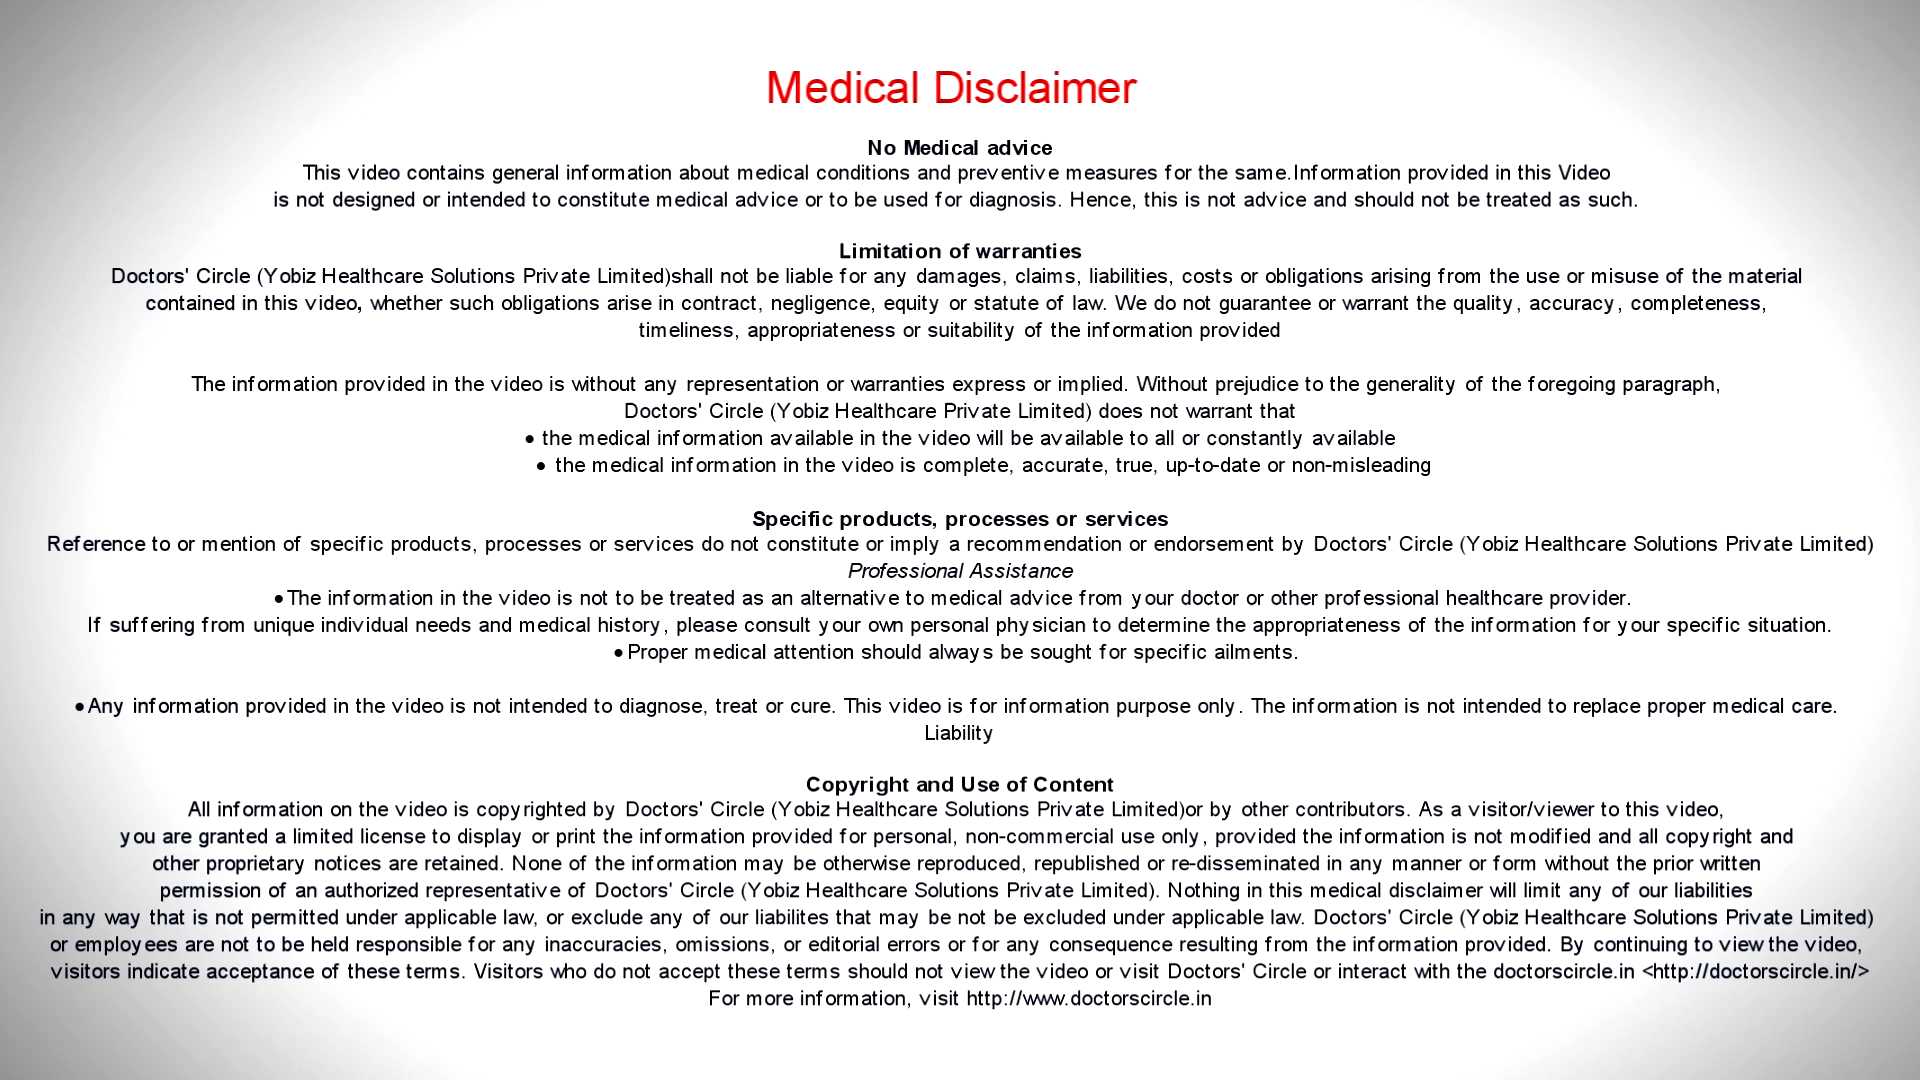 Medical Disclaimer
No Medical advice
This video contains general information about medical conditions and preventive measures for the same.Information provided in this Video
is not designed or intended to constitute medical advice or to be used for diagnosis. Hence, this is not advice and should not be treated as such.
Limitation of warranties
Doctors' Circle (Yobiz Healthcare Solutions Private Limited)shall not be liable for any damages, claims, liabilities, costs or obligations arising from the use or misuse of the material
contained in this video, whether such obligations arise in contract, negligence, equity or statute of law. We do not guarantee or warrant the quality, accuracy, completeness,
timeliness, appropriateness or suitability of the information provided
The information provided in the video is without any representation or warranties express or implied. Without prejudice to the generality of the foregoing paragraph,
Doctors' Circle (Yobiz Healthcare Private Limited) does not warrant that
• the medical information available in the video will be available to all or constantly available
• the medical information in the video is complete, accurate, true, up-to-date or non-misleading
Specific products, processes or services
Reference to or mention of specific products, processes or services do not constitute or imply a recommendation or endorsement by Doctors' Circle (Yobiz Healthcare Solutions Private Limited)
Professional Assistance
•The information in the video is not to be treated as an alternative to medical advice from your doctor or other professional healthcare provider.
If suffering from unique individual needs and medical history, please consult your own personal physician to determine the appropriateness of the information for your specific situation.
•Proper medical attention should always be sought for specific ailments.
•Any information provided in the video is not intended to diagnose, treat or cure. This video is for information purpose only. The information is not intended to replace proper medical care.
Liability
Copyright and Use of Content
All information on the video is copyrighted by Doctors' Circle (Yobiz Healthcare Solutions Private Limited)or by other contributors. As a visitor/viewer to this video,
you are granted a limited license to display or print the information provided for personal, non-commercial use only, provided the information is not modified and all copyright and
other proprietary notices are retained. None of the information may be otherwise reproduced, republished or re-disseminated in any manner or form without the prior written
permission of an authorized representative of Doctors' Circle (Yobiz Healthcare Solutions Private Limited). Nothing in this medical disclaimer will limit any of our liabilities
in any way that is not permitted under applicable law, or exclude any of our liabilites that may be not be excluded under applicable law. Doctors' Circle (Yobiz Healthcare Solutions Private Limited)
or employees are not to be held responsible for any inaccuracies, omissions, or editorial errors or for any consequence resulting from the information provided. By continuing to view the video,
visitors indicate acceptance of these terms. Visitors who do not accept these terms should not view the video or visit Doctors' Circle or interact with the doctorscircle.in <http://doctorscircle.in/>
For more information, visit http://www.doctorscircle.in